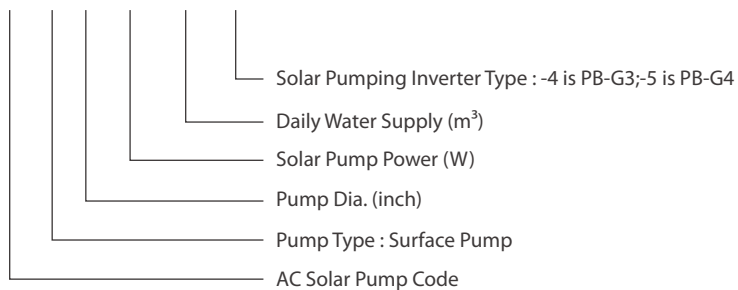 Solar Pumping Inverter Type : -4 is PB-G3;-5 is PB-G4
Daily Water Supply (m³)
Solar Pump Power (W)
Pump Dia. (inch)
Pump Type : Surface Pump
AC Solar Pump Code